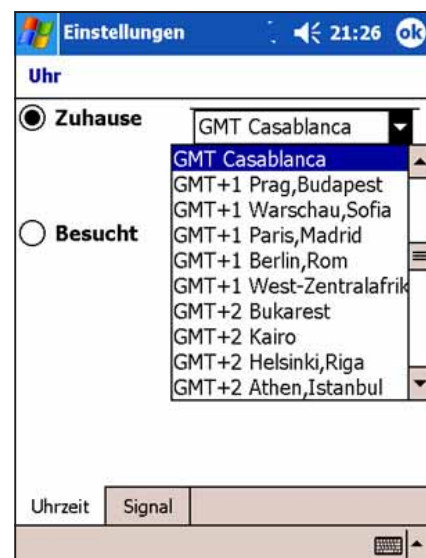 Einstellungen 21:26 ok
Uhr
Zuhause GMT Casablanca
GMT Casablanca
GMT+1 Prag,Budapest
GMT+1 Warschau,Sofia
Besucht GMT+1 Paris,Madrid
GMT+1 Berlin,Rom
GMT+1 West-Zentralafrik
GMT+2 Bukarest
GMT+2 Kairo
GMT+2 Helsinki,Riga
GMT+2 Athen,Istanbul
Uhrzeit Signal